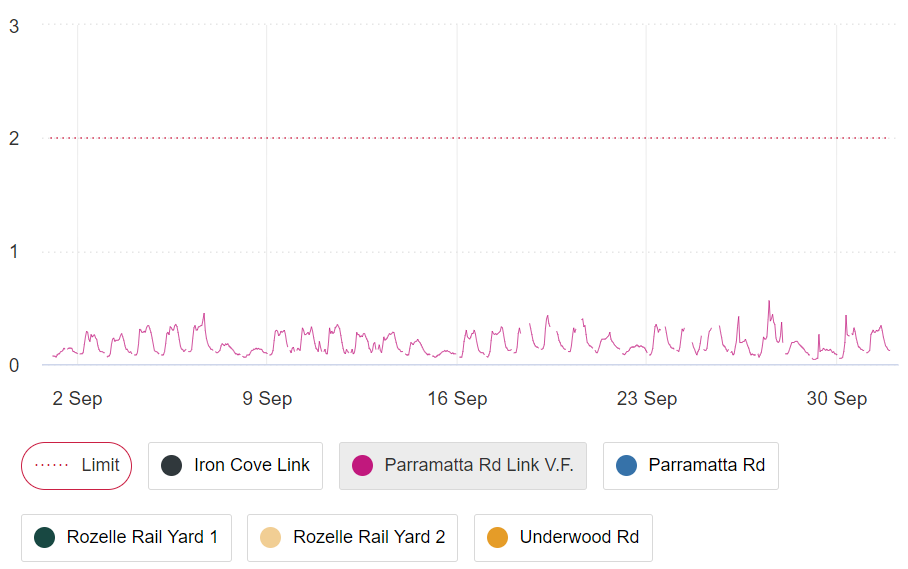 3
2
1
0
2 Sep 9 Sep 16 Sep 23 Sep 30 Sep
Limit Iron Cove Link Parramatta Rd Link V.F. Parramatta Rd
Rozelle Rail Yard 1 Rozelle Rail Yard 2 Underwood Rd